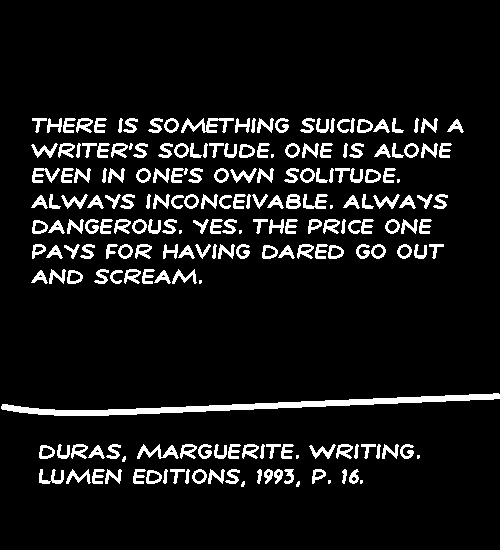 THERE IS SOMETHING SUICIDAL IN A
WRITER'S SOLITUDE. ONE IS ALONE
EVEN IN ONE'S OWN SOLITUDE.
ALWAYS INCONCEIVABLE. ALWAYS
DANGEROUS. YES. THE PRICE ONE
PAYS FOR HAVING DARED GO OUT
AND SCREAM.
DURAS, MARGUERITE. WRITING.
LUMEN EDITIONS, 1993, P. 16.